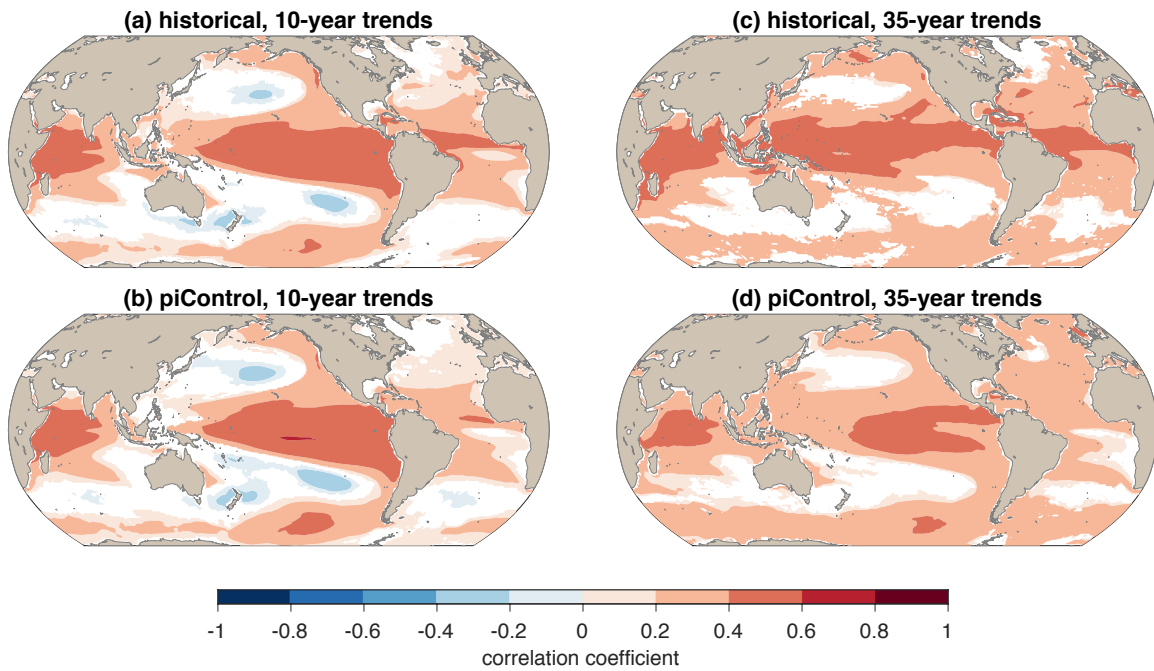 (a) historical, 10-year trends
(c) historical, 35-year trends
(b) piControl, 10-year trends
(d) piControl, 35-year trends
-1 -0.8 -0.6 -0.4 -0.2 0 0.2 0.4 0.6 0.8 1
correlation coefficient